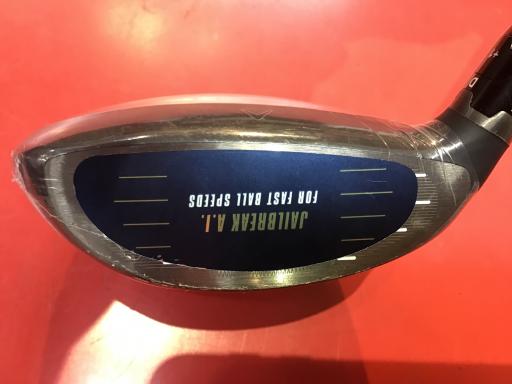 JAILBREAK A.I.
FOR FAST BALL SPEEDS